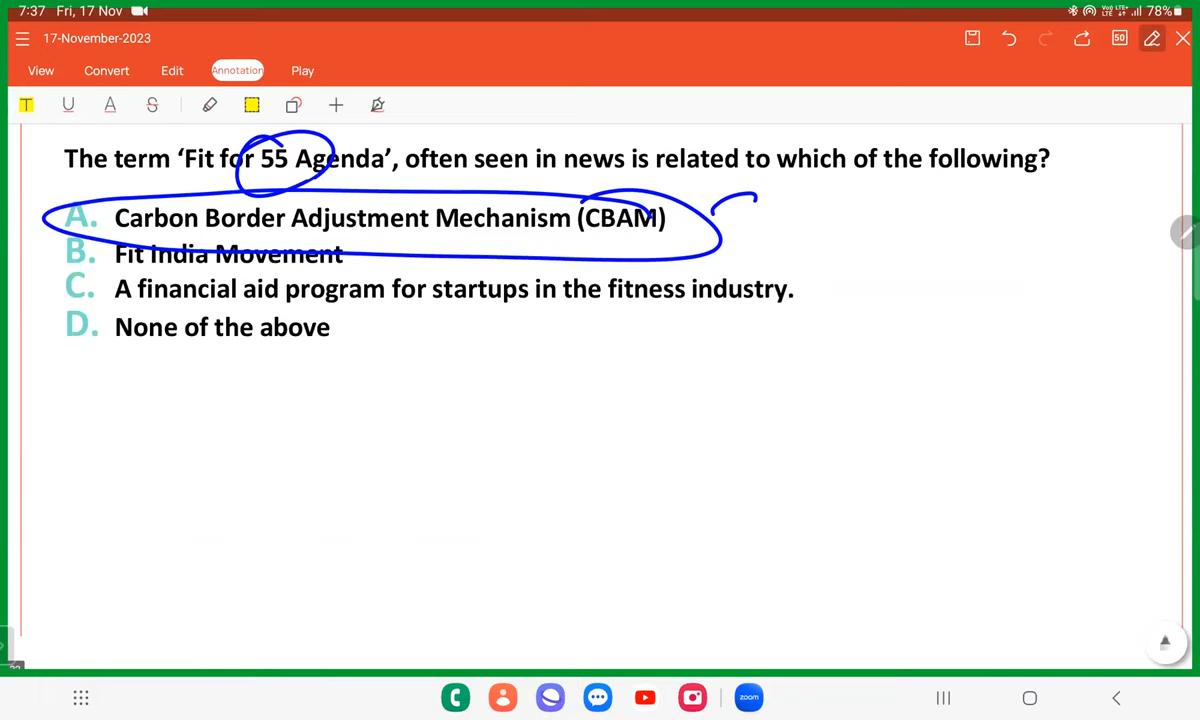 7:37 Fri, 17 Nov 78%
17-November-2023 50
View Convert Edit Annotation Play
T U A S
The term ‘Fit for 55 Agenda’, often seen in news is related to which of the following?
A. Carbon Border Adjustment Mechanism (CBAM)
B. Fit India Movement
C. A financial aid program for startups in the fitness industry.
D. None of the above
zoom